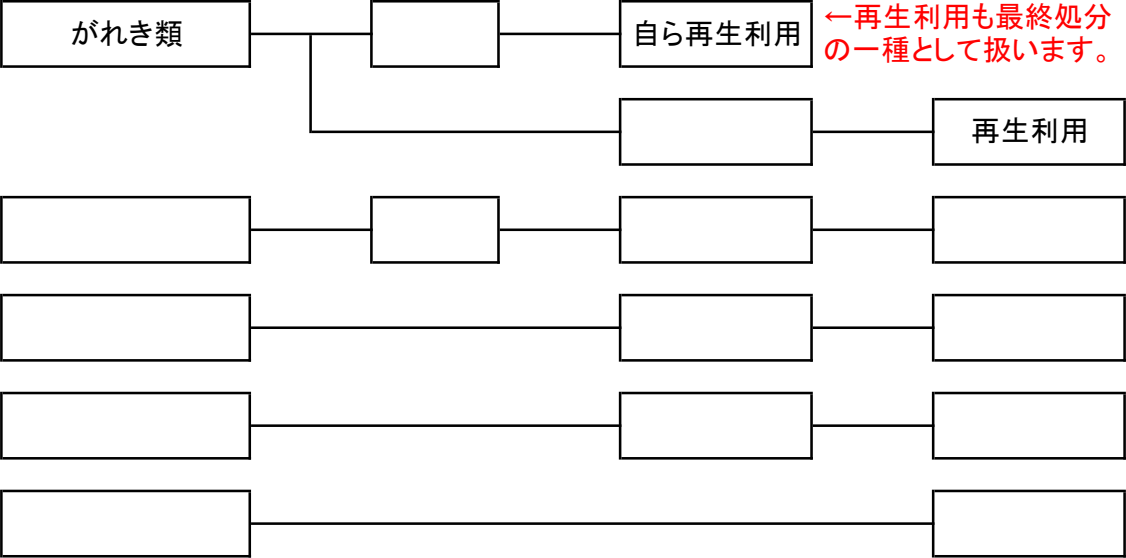 がれき類
自ら再生利用
←再生利用も最終処分
の一種として扱います。
再生利用